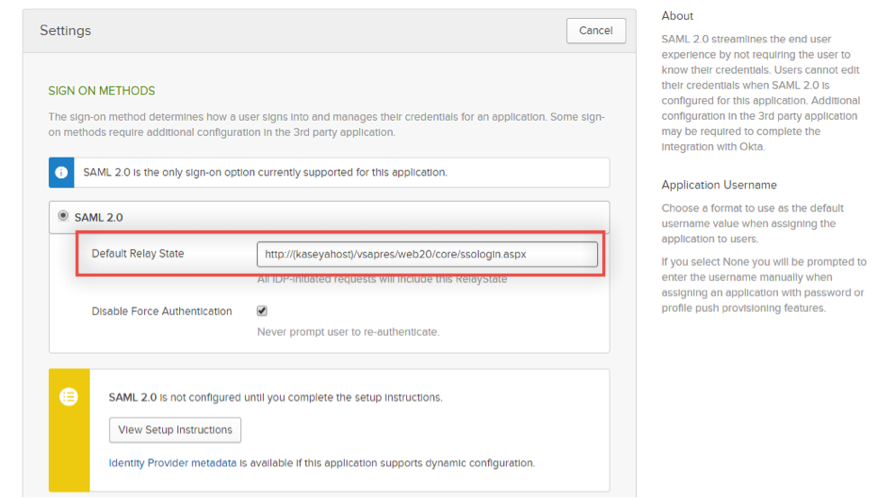 Settings
Cancel
SIGN ON METHODS
The sign-on method determines how a user signs into and manages their credentials for an application. Some sign-
on methods require additional configuration in the 3rd party application.
SAML 2.0 is the only sign-on option currently supported for this application.
SAML 2.0
Default Relay State
http://(kaseyahost)/vsapres/web20/core/ssologin.aspx
All IDP-initiated requests will include this RelayState
Disable Force Authentication
Never prompt user to re-authenticate.
SAML 2.0 is not configured until you complete the setup instructions.
View Setup Instructions
Identity Provider metadata is available if this application supports dynamic configuration.
About
SAML 2.0 streamlines the end user
experience by not requiring the user to
know their credentials. Users cannot edit
their credentials when SAML 2.0 is
configured for this application. Additional
configuration in the 3rd party application
may be required to complete the
integration with Okta.
Application Username
Choose a format to use as the default
username value when assigning the
application to users.
If you select None you will be prompted to
enter the username manually when
assigning an application with password or
profile push provisioning features.